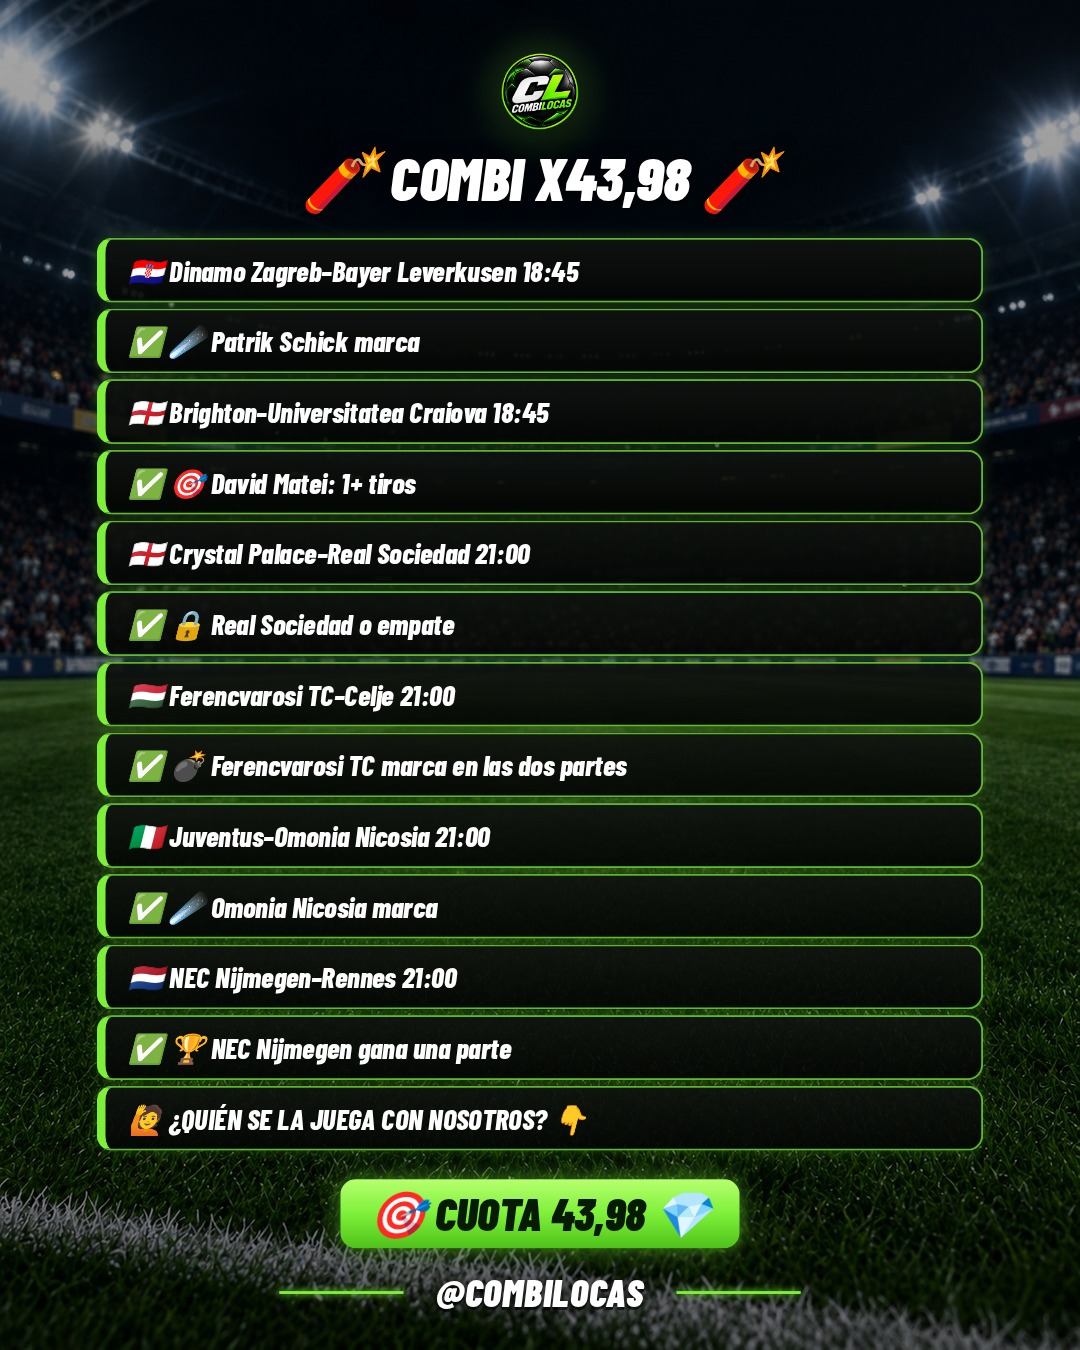 CL
COMBILOCAS
🧨 COMBI X43,98 🧨
🇭🇷 Dinamo Zagreb-Bayer Leverkusen 18:45
✅ ☄️ Patrik Schick marca
🏴󠁧󠁢󠁥󠁮󠁧󠁿 Brighton-Universitatea Craiova 18:45
✅ 🎯 David Matei: 1+ tiros
🏴󠁧󠁢󠁥󠁮󠁧󠁿 Crystal Palace-Real Sociedad 21:00
✅ 🔒 Real Sociedad o empate
🇭🇺 Ferencvarosi TC-Celje 21:00
✅ 💣 Ferencvarosi TC marca en las dos partes
🇮🇹 Juventus-Omonia Nicosia 21:00
✅ ☄️ Omonia Nicosia marca
🇳🇱 NEC Nijmegen-Rennes 21:00
✅ 🏆 NEC Nijmegen gana una parte
🙋 ¿QUIÉN SE LA JUEGA CON NOSOTROS? 👇
🎯 CUOTA 43,98 💎
@COMBILOCAS